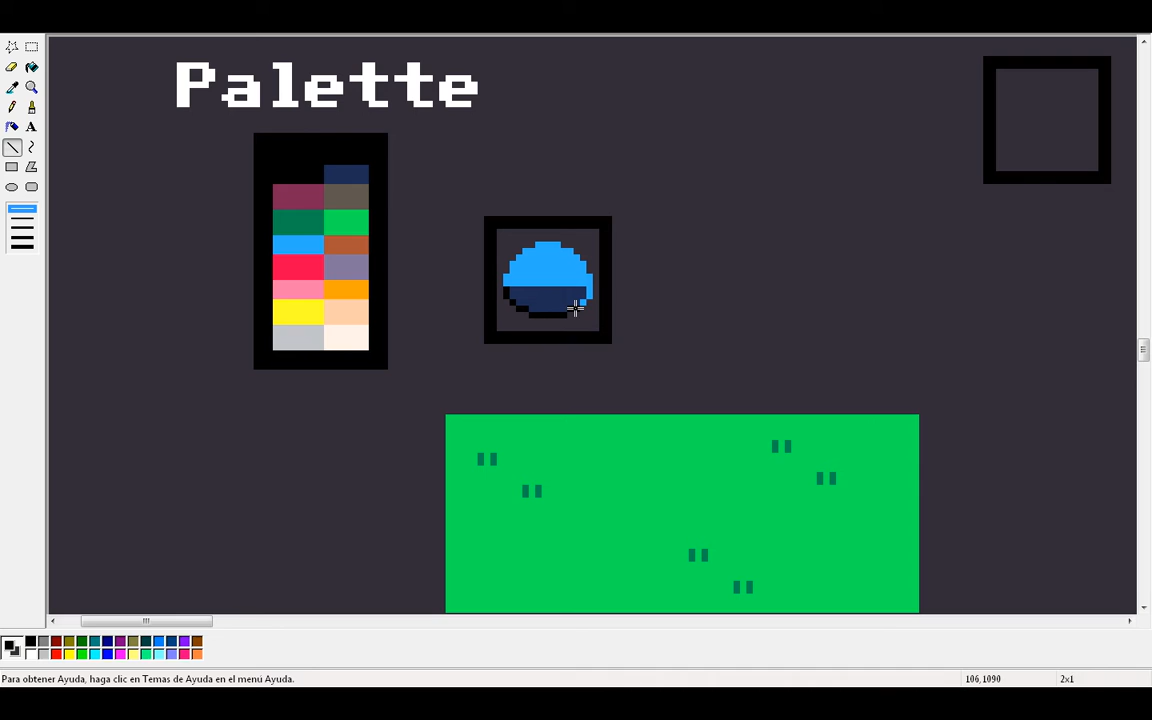 Palette
A
Para obtener Ayuda, haga clic en Temas de Ayuda en el menú Ayuda.
106,1090
2x1